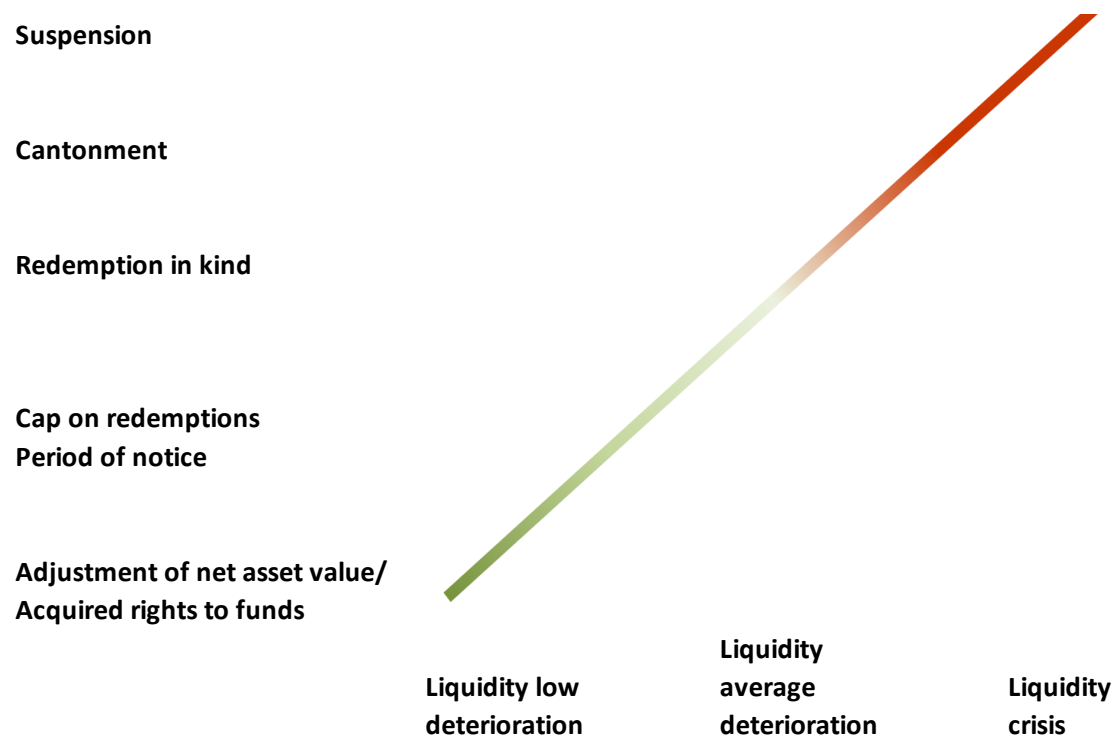 Suspension
Cantonment
Redemption in kind
Cap on redemptions
Period of notice
Adjustment of net asset value/
Acquired rights to funds
Liquidity low
deterioration
Liquidity
average
deterioration
Liquidity
crisis